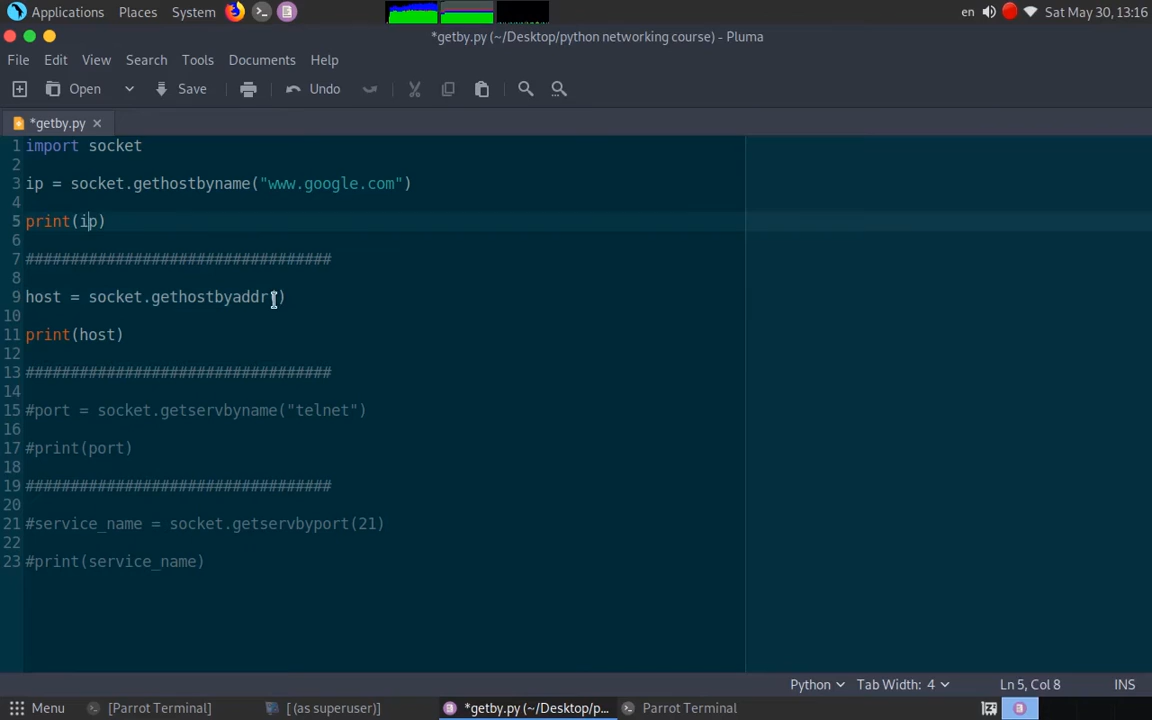 Applications Places System en Sat May 30, 13:16
*getby.py (~/Desktop/python networking course) - Pluma
File Edit View Search Tools Documents Help
Open Save Undo
*getby.py ×
1 import socket
2
3 ip = socket.gethostbyname("www.google.com")
4
5 print(ip)
6
7 ##################################
8
9 host = socket.gethostbyaddr()
10
11 print(host)
12
13 ##################################
14
15 #port = socket.getservbyname("telnet")
16
17 #print(port)
18
19 ##################################
20
21 #service_name = socket.getservbyport(21)
22
23 #print(service_name)
Python Tab Width: 4 Ln 5, Col 8 INS
Menu [Parrot Terminal] [ (as superuser)] *getby.py (~/Desktop/p... Parrot Terminal